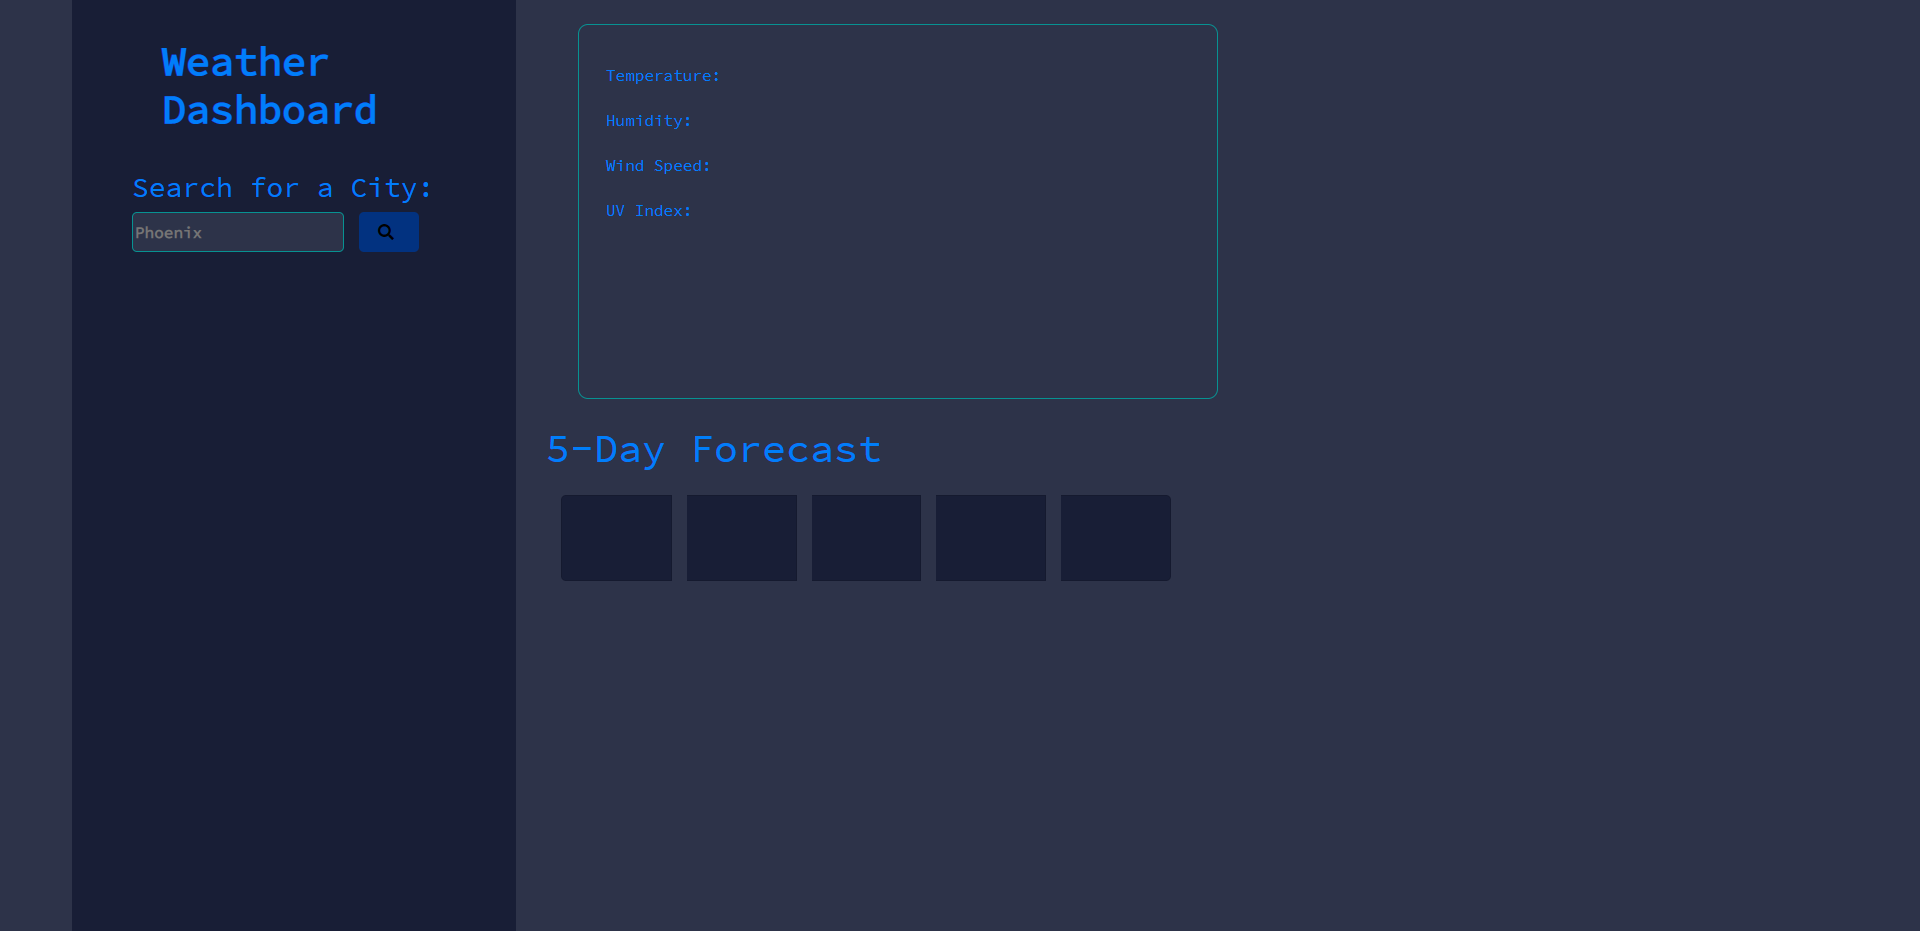 Weather
Dashboard
Search for a City:
Phoenix
Temperature:
Humidity:
Wind Speed:
UV Index:
5-Day Forecast